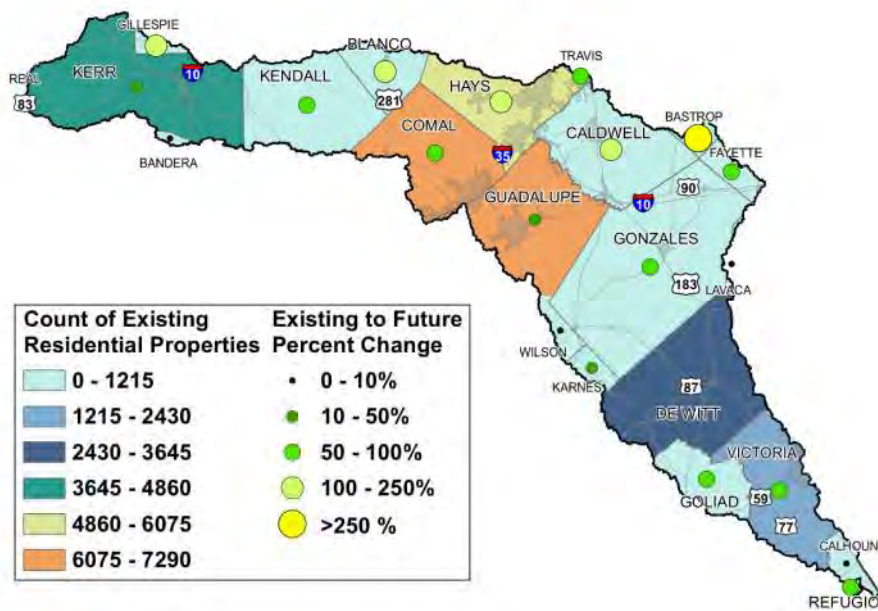 GILLESPIE
BLANCO
TRAVIS
REAL
KERR
10
KENDALL
HAYS
83
281
BASTROP
COMAL
CALDWELL
BANDERA
35
FAYETTE
90
GUADALUPE
10
GONZALES
183
LAVACA
WILSON
KARNES
87
DE WITT
VICTORIA
59
GOLIAD
77
CALHOUN
REFUGIO
Count of Existing
Residential Properties
0 - 1215
1215 - 2430
2430 - 3645
3645 - 4860
4860 - 6075
6075 - 7290
Existing to Future
Percent Change
0 - 10%
10 - 50%
50 - 100%
100 - 250%
>250 %